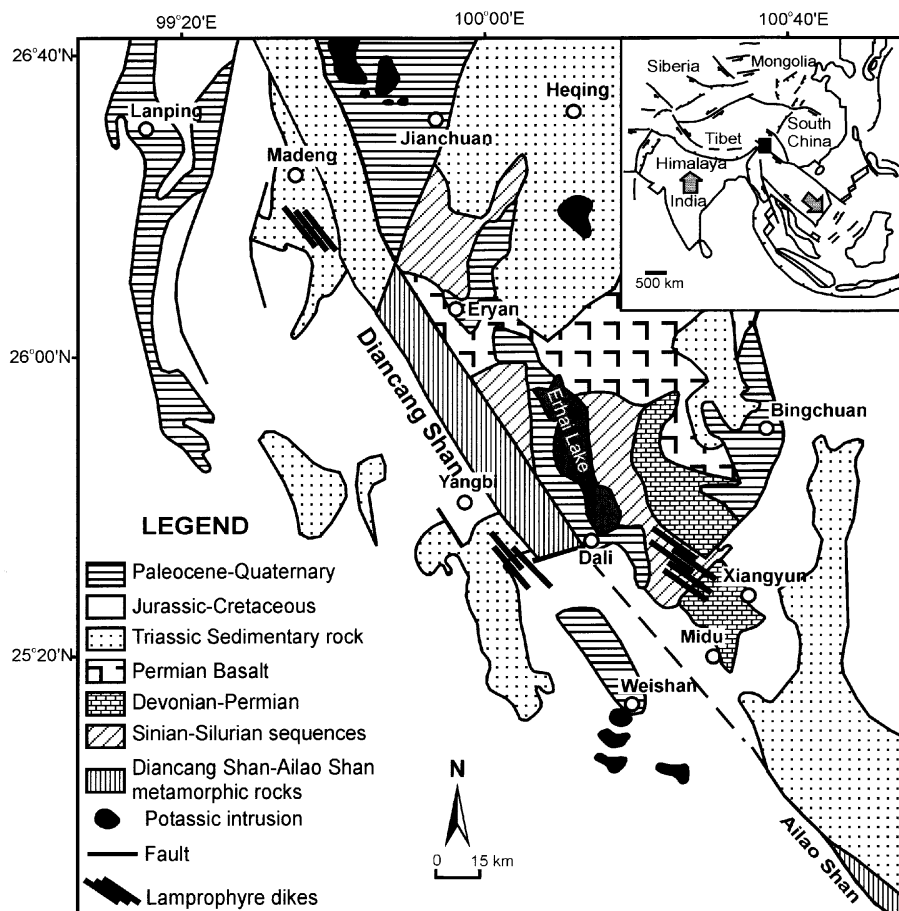 99°20'E
100°00'E
100°40'E
26°40'
26°00'N
25°20'N
Lanping
Madeng
Jianchuan
Heqing
Eryan
Diancang Shan
Erhai Lake
Bingchuan
Yangbi
Dali
Xiangyun
Midu
Weishan
Ailao Shan
Siberia
Mongolia
Tibet
South
China
Himalaya
India
500 km
LEGEND
Paleocene-Quaternary
Jurassic-Cretaceous
Triassic Sedimentary rock
Permian Basalt
Devonian-Permian
Sinian-Silurian sequences
Diancang Shan-Ailao Shan
metamorphic rocks
Potassic intrusion
Fault
Lamprophyre dikes
N
0 15 km